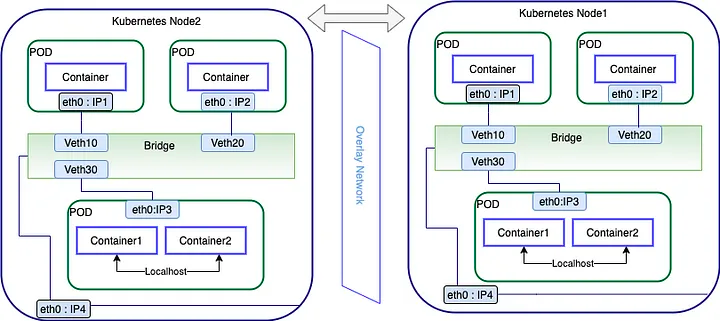 Kubernetes Node2
POD
Container
eth0 : IP1
POD
Container
eth0 : IP2
Veth10
Bridge
Veth20
Veth30
POD
eth0:IP3
Container1
Container2
Localhost
eth0 : IP4
Overlay Network
Kubernetes Node1
POD
Container
eth0 : IP1
POD
Container
eth0 : IP2
Veth10
Bridge
Veth20
Veth30
POD
eth0:IP3
Container1
Container2
Localhost
eth0 : IP4